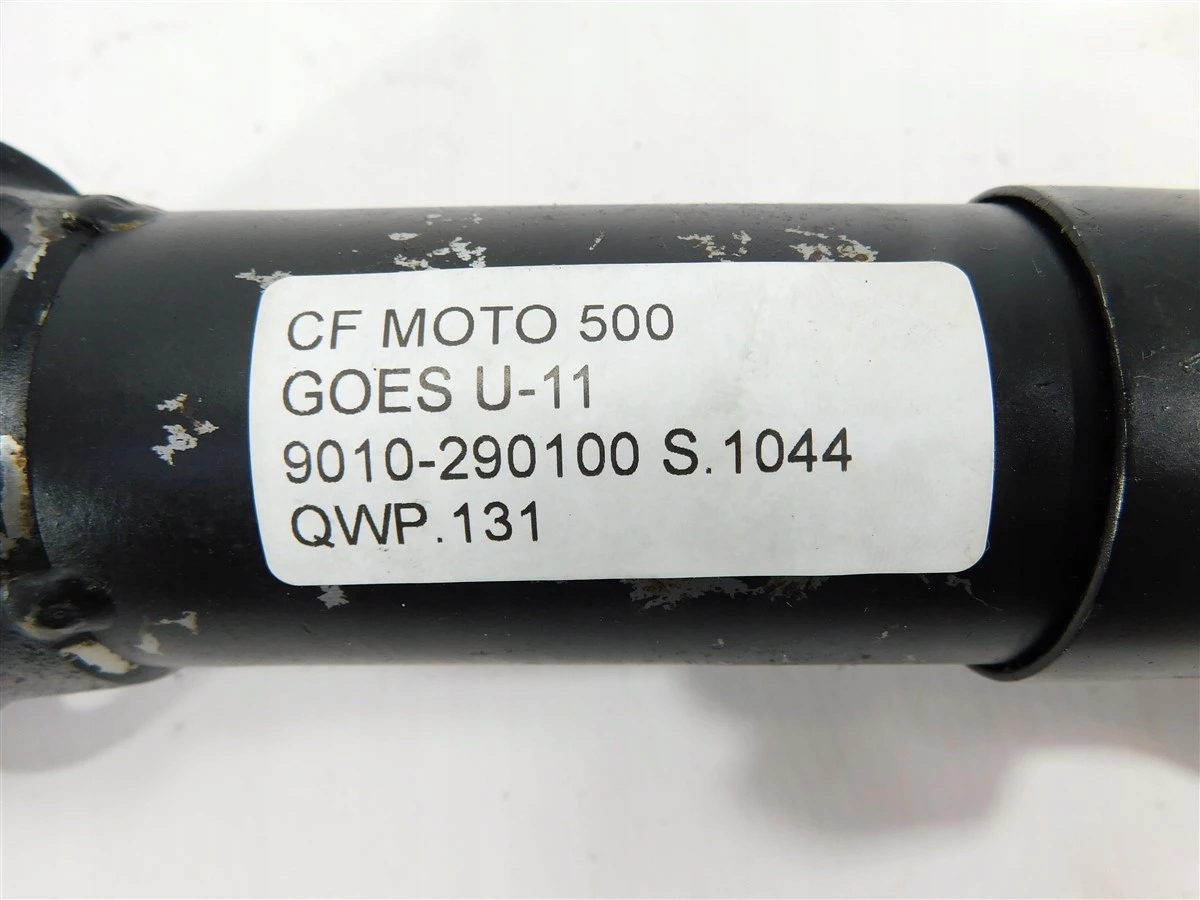 CF MOTO 500
GOES U-11
9010-290100 S.1044
QWP.131